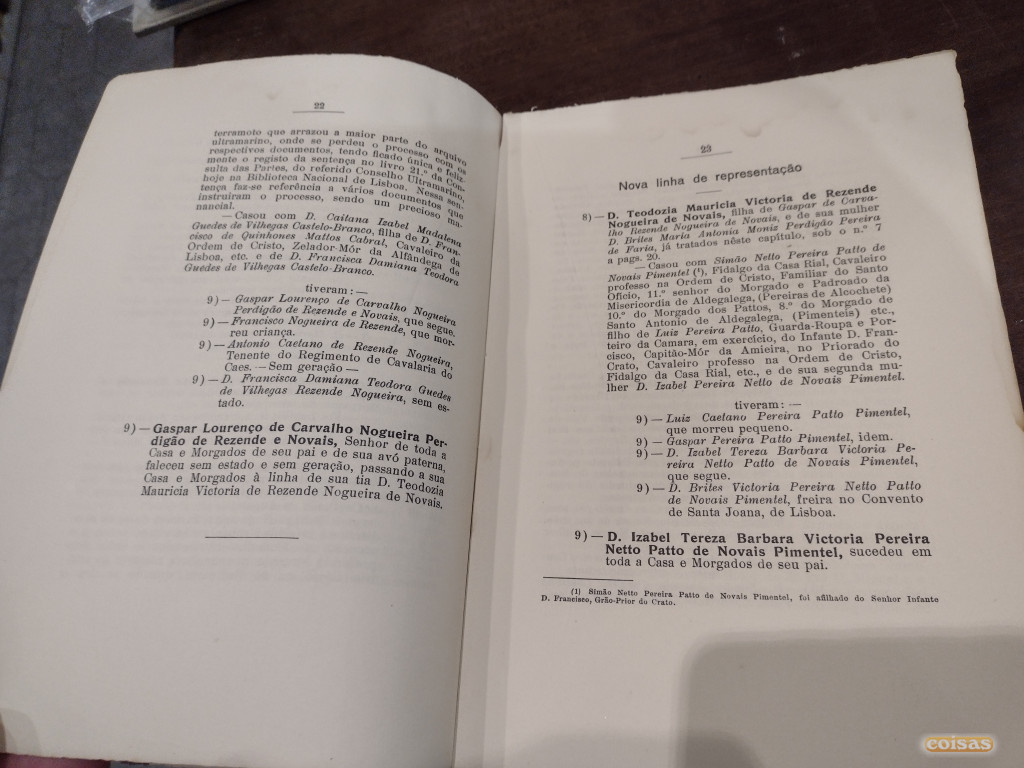 22
terramoto que arrazou a maior parte do arquivo
ultramarino, onde se perdeu o processo com os
respectivos documentos, tendo ficado única e feliz-
mente o registo da sentença no livro 21.º da Con-
sulta das Partes, do referido Conselho Ultramarino,
hoje na Biblioteca Nacional de Lisboa. Nessa sen-
tença faz-se referência a vários documentos que
instruiram o processo, sendo um precioso ma-
nancial.
— Casou com D. Caitana Izabel Madalena
Guedes de Vilhegas Castelo-Branco, filha de D. Fran-
cisco de Quinhones Mattos Cabral, Cavaleiro da
Ordem de Cristo, Zelador-Mór da Alfândega de
Lisboa, etc. e de D. Francisca Damiana Teodora
Guedes de Vilhegas Castelo-Branco.
tiveram: —
9) — Gaspar Lourenço de Carvalho Nogueira
Perdigão de Rezende e Novais, que segue.
9) — Francisco Nogueira de Rezende, que mor-
reu criança.
9) — Antonio Caetano de Rezende Nogueira,
Tenente do Regimento de Cavalaria do
Caes. — Sem geração —
9) — D. Francisca Damiana Teodora Guedes
de Vilhegas Rezende Nogueira, sem es-
tado.
9) — Gaspar Lourenço de Carvalho Nogueira Per-
digão de Rezende e Novais, Senhor de toda a
Casa e Morgados de seu pai e de sua avó paterna,
faleceu sem estado e sem geração, passando a sua
Casa e Morgados à linha de sua tia D. Teodozia
Mauricia Victoria de Rezende Nogueira de Novais.
23
Nova linha de representação
8) — D. Teodozia Mauricia Victoria de Rezende
Nogueira de Novais, filha de Gaspar de Carva-
lho Rezende Nogueira de Novais, e de sua mulher
D. Brites Maria Antonia Moniz Perdigão Pereira
de Faria, já tratados nêste capítulo, sob o n.º 7
a pags. 20.
— Casou com Simão Netto Pereira Patto de
Novais Pimentel (¹), Fidalgo da Casa Rial, Cavaleiro
professo na Ordem de Cristo, Familiar do Santo
Oficio, 11.º senhor do Morgado e Padroado da
Misericordia de Aldegalega, (Pereiras de Alcochete)
10.º do Morgado dos Pattos, 8.º do Morgado de
Santo Antonio de Aldegalega, (Pimenteis) etc.,
filho de Luiz Pereira Patto, Guarda-Roupa e Por-
teiro da Camara, em exercício, do Infante D. Fran-
cisco, Capitão-Mór da Amieira, no Priorado do
Crato, Cavaleiro professo na Ordem de Cristo,
Fidalgo da Casa Rial, etc., e de sua segunda mu-
lher D. Izabel Pereira Netto de Novais Pimentel.
tiveram: —
9) — Luiz Caetano Pereira Patto Pimentel,
que morreu pequeno.
9) — Gaspar Pereira Patto Pimentel, idem.
9) — D. Izabel Tereza Barbara Victoria Pe-
reira Netto Patto de Novais Pimentel,
que segue.
9) — D. Brites Victoria Pereira Netto Patto
de Novais Pimentel, freira no Convento
de Santa Joana, de Lisboa.
9) — D. Izabel Tereza Barbara Victoria Pereira
Netto Patto de Novais Pimentel, sucedeu em
toda a Casa e Morgados de seu pai.
(1) Simão Netto Pereira Patto de Novais Pimentel, foi afilhado do Senhor Infante
D. Francisco, Grão-Prior do Crato.
coisas